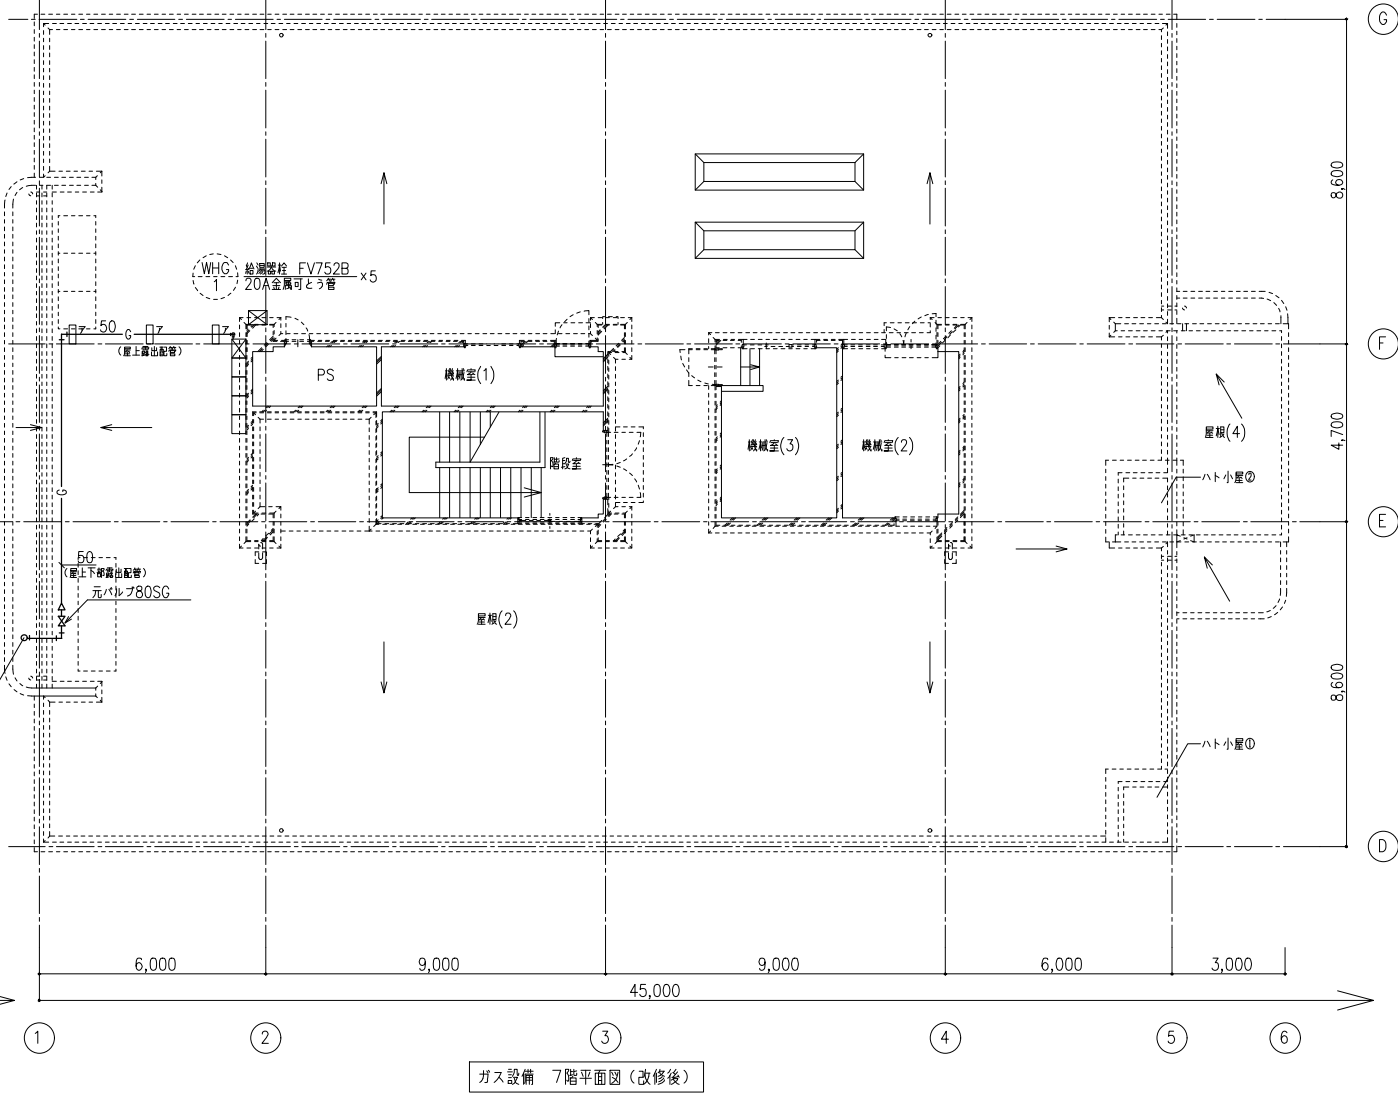 G
8,600
WHG
1
給湯器栓 FV752B
20A金属可とう管
×5
50
G
(屋上露出配管)
F
PS
機械室(1)
機械室(3)
機械室(2)
屋根(4)
4,700
階段室
ハト小屋②
G
E
50
(屋上下部露出配管)
元バルブ80SG
屋根(2)
8,600
ハト小屋①
D
6,000
9,000
9,000
6,000
3,000
45,000
1
2
3
4
5
6
ガス設備 7階平面図(改修後)